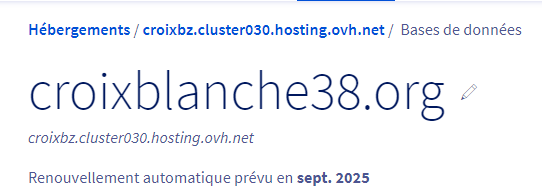 Hébergements / croixbz.cluster030.hosting.ovh.net / Bases de données
croixblanche38.org
croixbz.cluster030.hosting.ovh.net
Renouvellement automatique prévu en sept. 2025